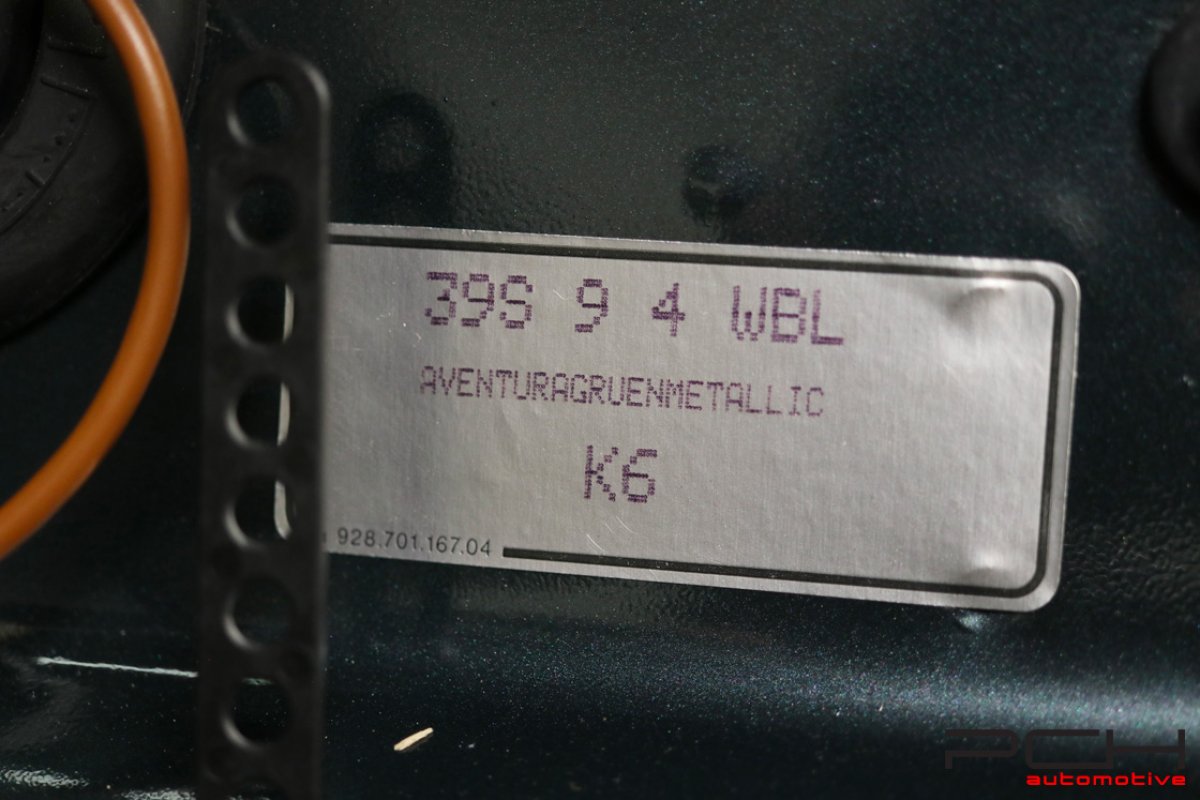 39S 9 4 WBL
AVENTURAGRUENMETALLIC
K6
928.701.167.04
PCH
automotive